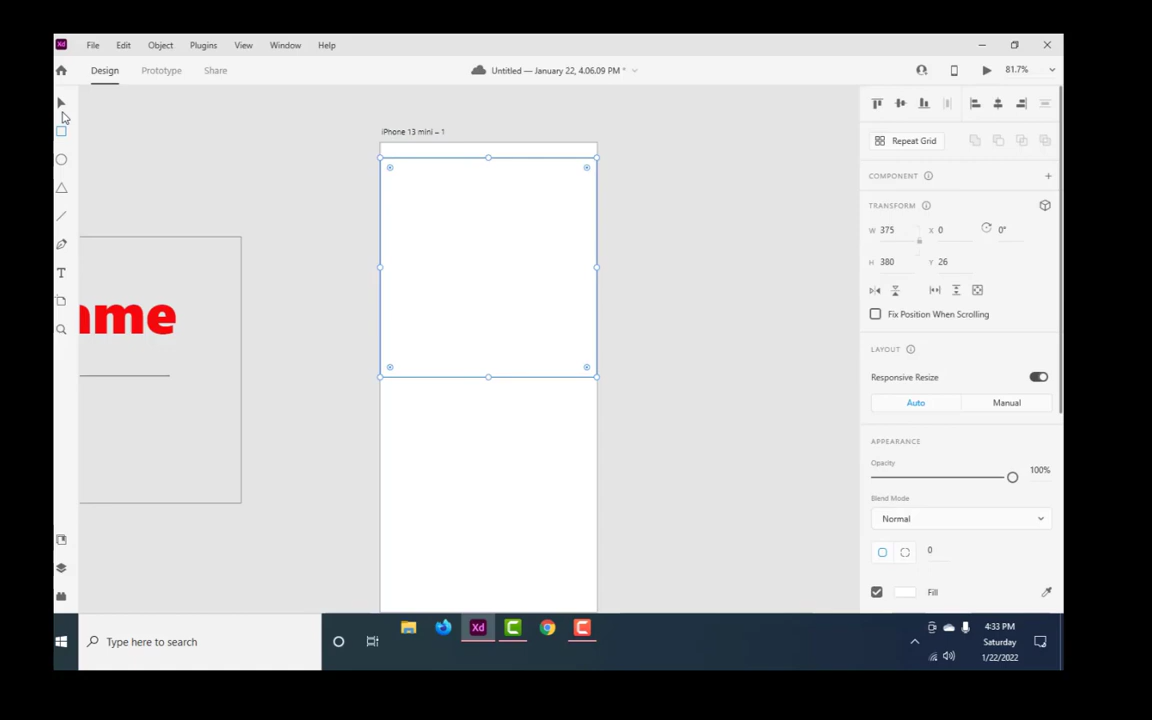 Xd File Edit Object Plugins View Window Help
Design Prototype Share Untitled — January 22, 4.06.09 PM * 81.7%
iPhone 13 mini – 1
Repeat Grid
COMPONENT
TRANSFORM
W 375 X 0 0°
H 380 Y 26
Fix Position When Scrolling
LAYOUT
Responsive Resize
Auto Manual
APPEARANCE
Opacity
100%
Blend Mode
Normal
0
Fill
ame
T
Type here to search
Xd
4:33 PM
Saturday
1/22/2022